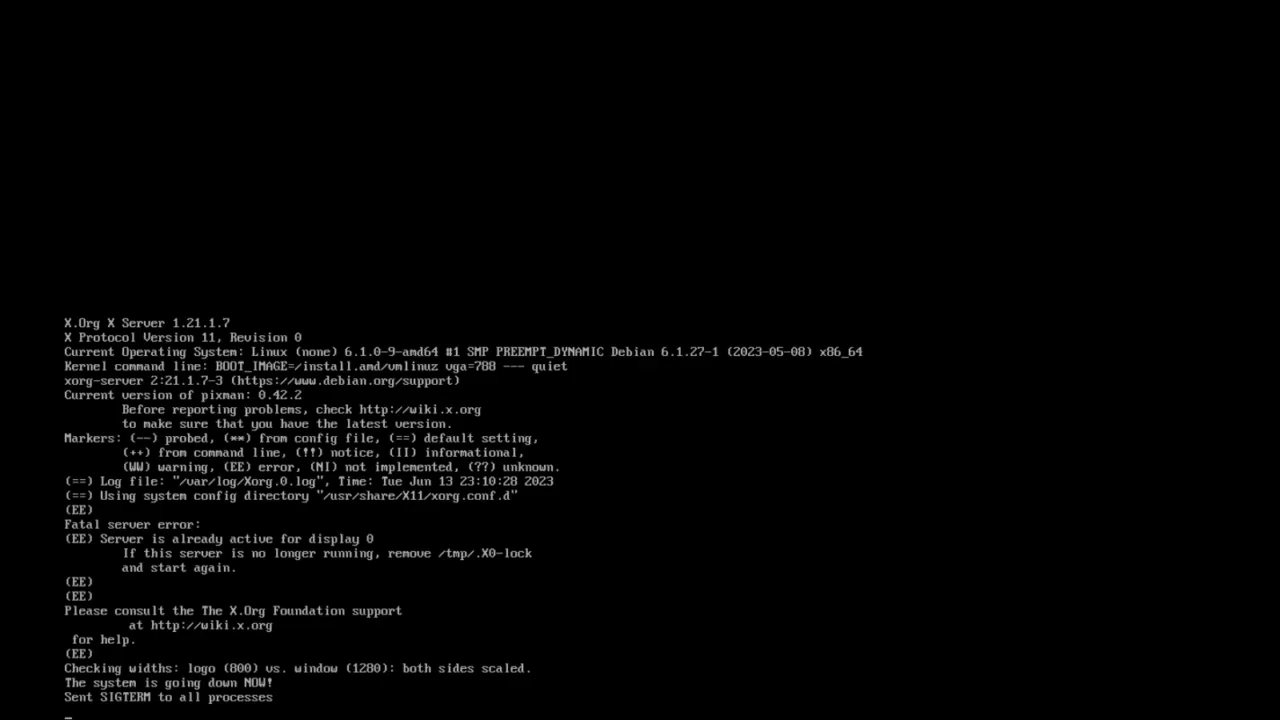 X.Org X Server 1.21.1.7
X Protocol Version 11, Revision 0
Current Operating System: Linux (none) 6.1.0-9-amd64 #1 SMP PREEMPT_DYNAMIC Debian 6.1.27-1 (2023-05-08) x86_64
Kernel command line: BOOT_IMAGE=/install.amd/vmlinuz vga=788 --- quiet
xorg-server 2:21.1.7-3 (https://www.debian.org/support)
Current version of pixman: 0.42.2
Before reporting problems, check http://wiki.x.org
to make sure that you have the latest version.
Markers: (--) probed, (**) from config file, (==) default setting,
(++) from command line, (!!) notice, (II) informational,
(WW) warning, (EE) error, (NI) not implemented, (??) unknown.
(==) Log file: "/var/log/Xorg.0.log", Time: Tue Jun 13 23:10:28 2023
(==) Using system config directory "/usr/share/X11/xorg.conf.d"
(EE)
Fatal server error:
(EE) Server is already active for display 0
If this server is no longer running, remove /tmp/.X0-lock
and start again.
(EE)
(EE)
Please consult the The X.Org Foundation support
at http://wiki.x.org
for help.
(EE)
Checking widths: logo (800) vs. window (1280): both sides scaled.
The system is going down NOW!
Sent SIGTERM to all processes